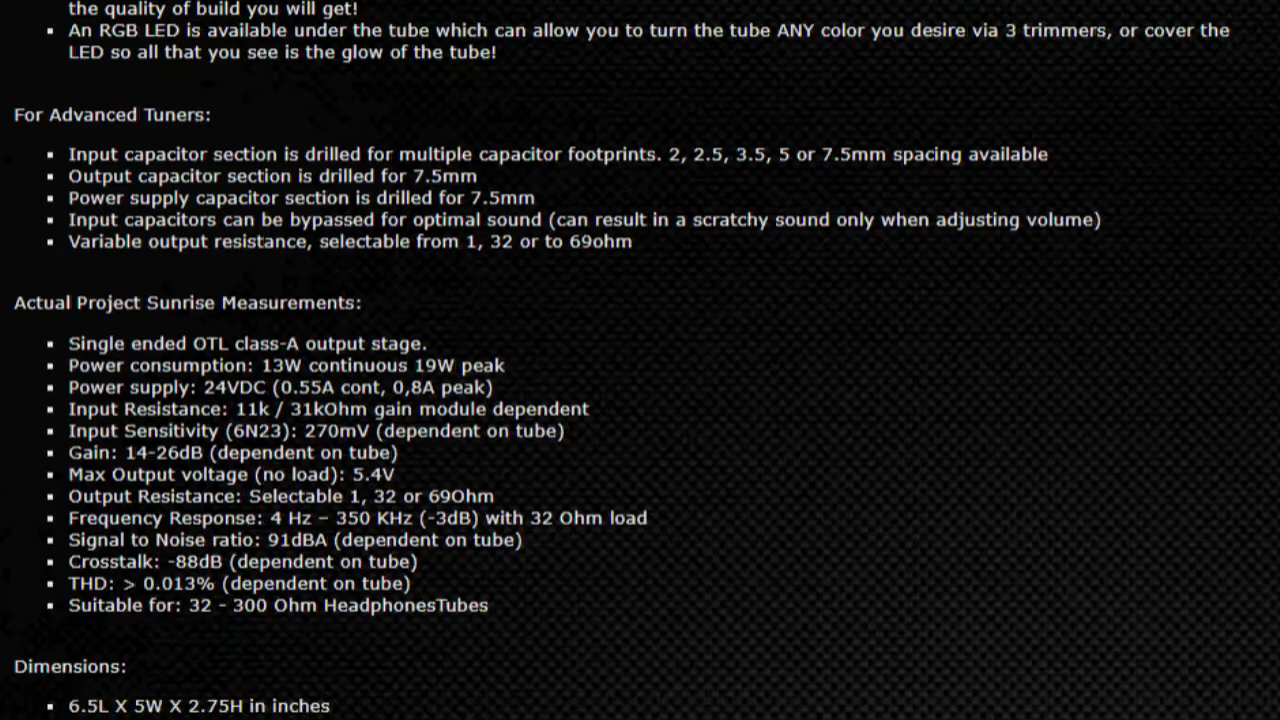 the quality of build you will get!
▪ An RGB LED is available under the tube which can allow you to turn the tube ANY color you desire via 3 trimmers, or cover the
LED so all that you see is the glow of the tube!
For Advanced Tuners:
▪ Input capacitor section is drilled for multiple capacitor footprints. 2, 2.5, 3.5, 5 or 7.5mm spacing available
▪ Output capacitor section is drilled for 7.5mm
▪ Power supply capacitor section is drilled for 7.5mm
▪ Input capacitors can be bypassed for optimal sound (can result in a scratchy sound only when adjusting volume)
▪ Variable output resistance, selectable from 1, 32 or to 69ohm
Actual Project Sunrise Measurements:
▪ Single ended OTL class-A output stage.
▪ Power consumption: 13W continuous 19W peak
▪ Power supply: 24VDC (0.55A cont, 0,8A peak)
▪ Input Resistance: 11k / 31kOhm gain module dependent
▪ Input Sensitivity (6N23): 270mV (dependent on tube)
▪ Gain: 14-26dB (dependent on tube)
▪ Max Output voltage (no load): 5.4V
▪ Output Resistance: Selectable 1, 32 or 69Ohm
▪ Frequency Response: 4 Hz – 350 KHz (-3dB) with 32 Ohm load
▪ Signal to Noise ratio: 91dBA (dependent on tube)
▪ Crosstalk: -88dB (dependent on tube)
▪ THD: > 0.013% (dependent on tube)
▪ Suitable for: 32 - 300 Ohm HeadphonesTubes
Dimensions:
▪ 6.5L X 5W X 2.75H in inches